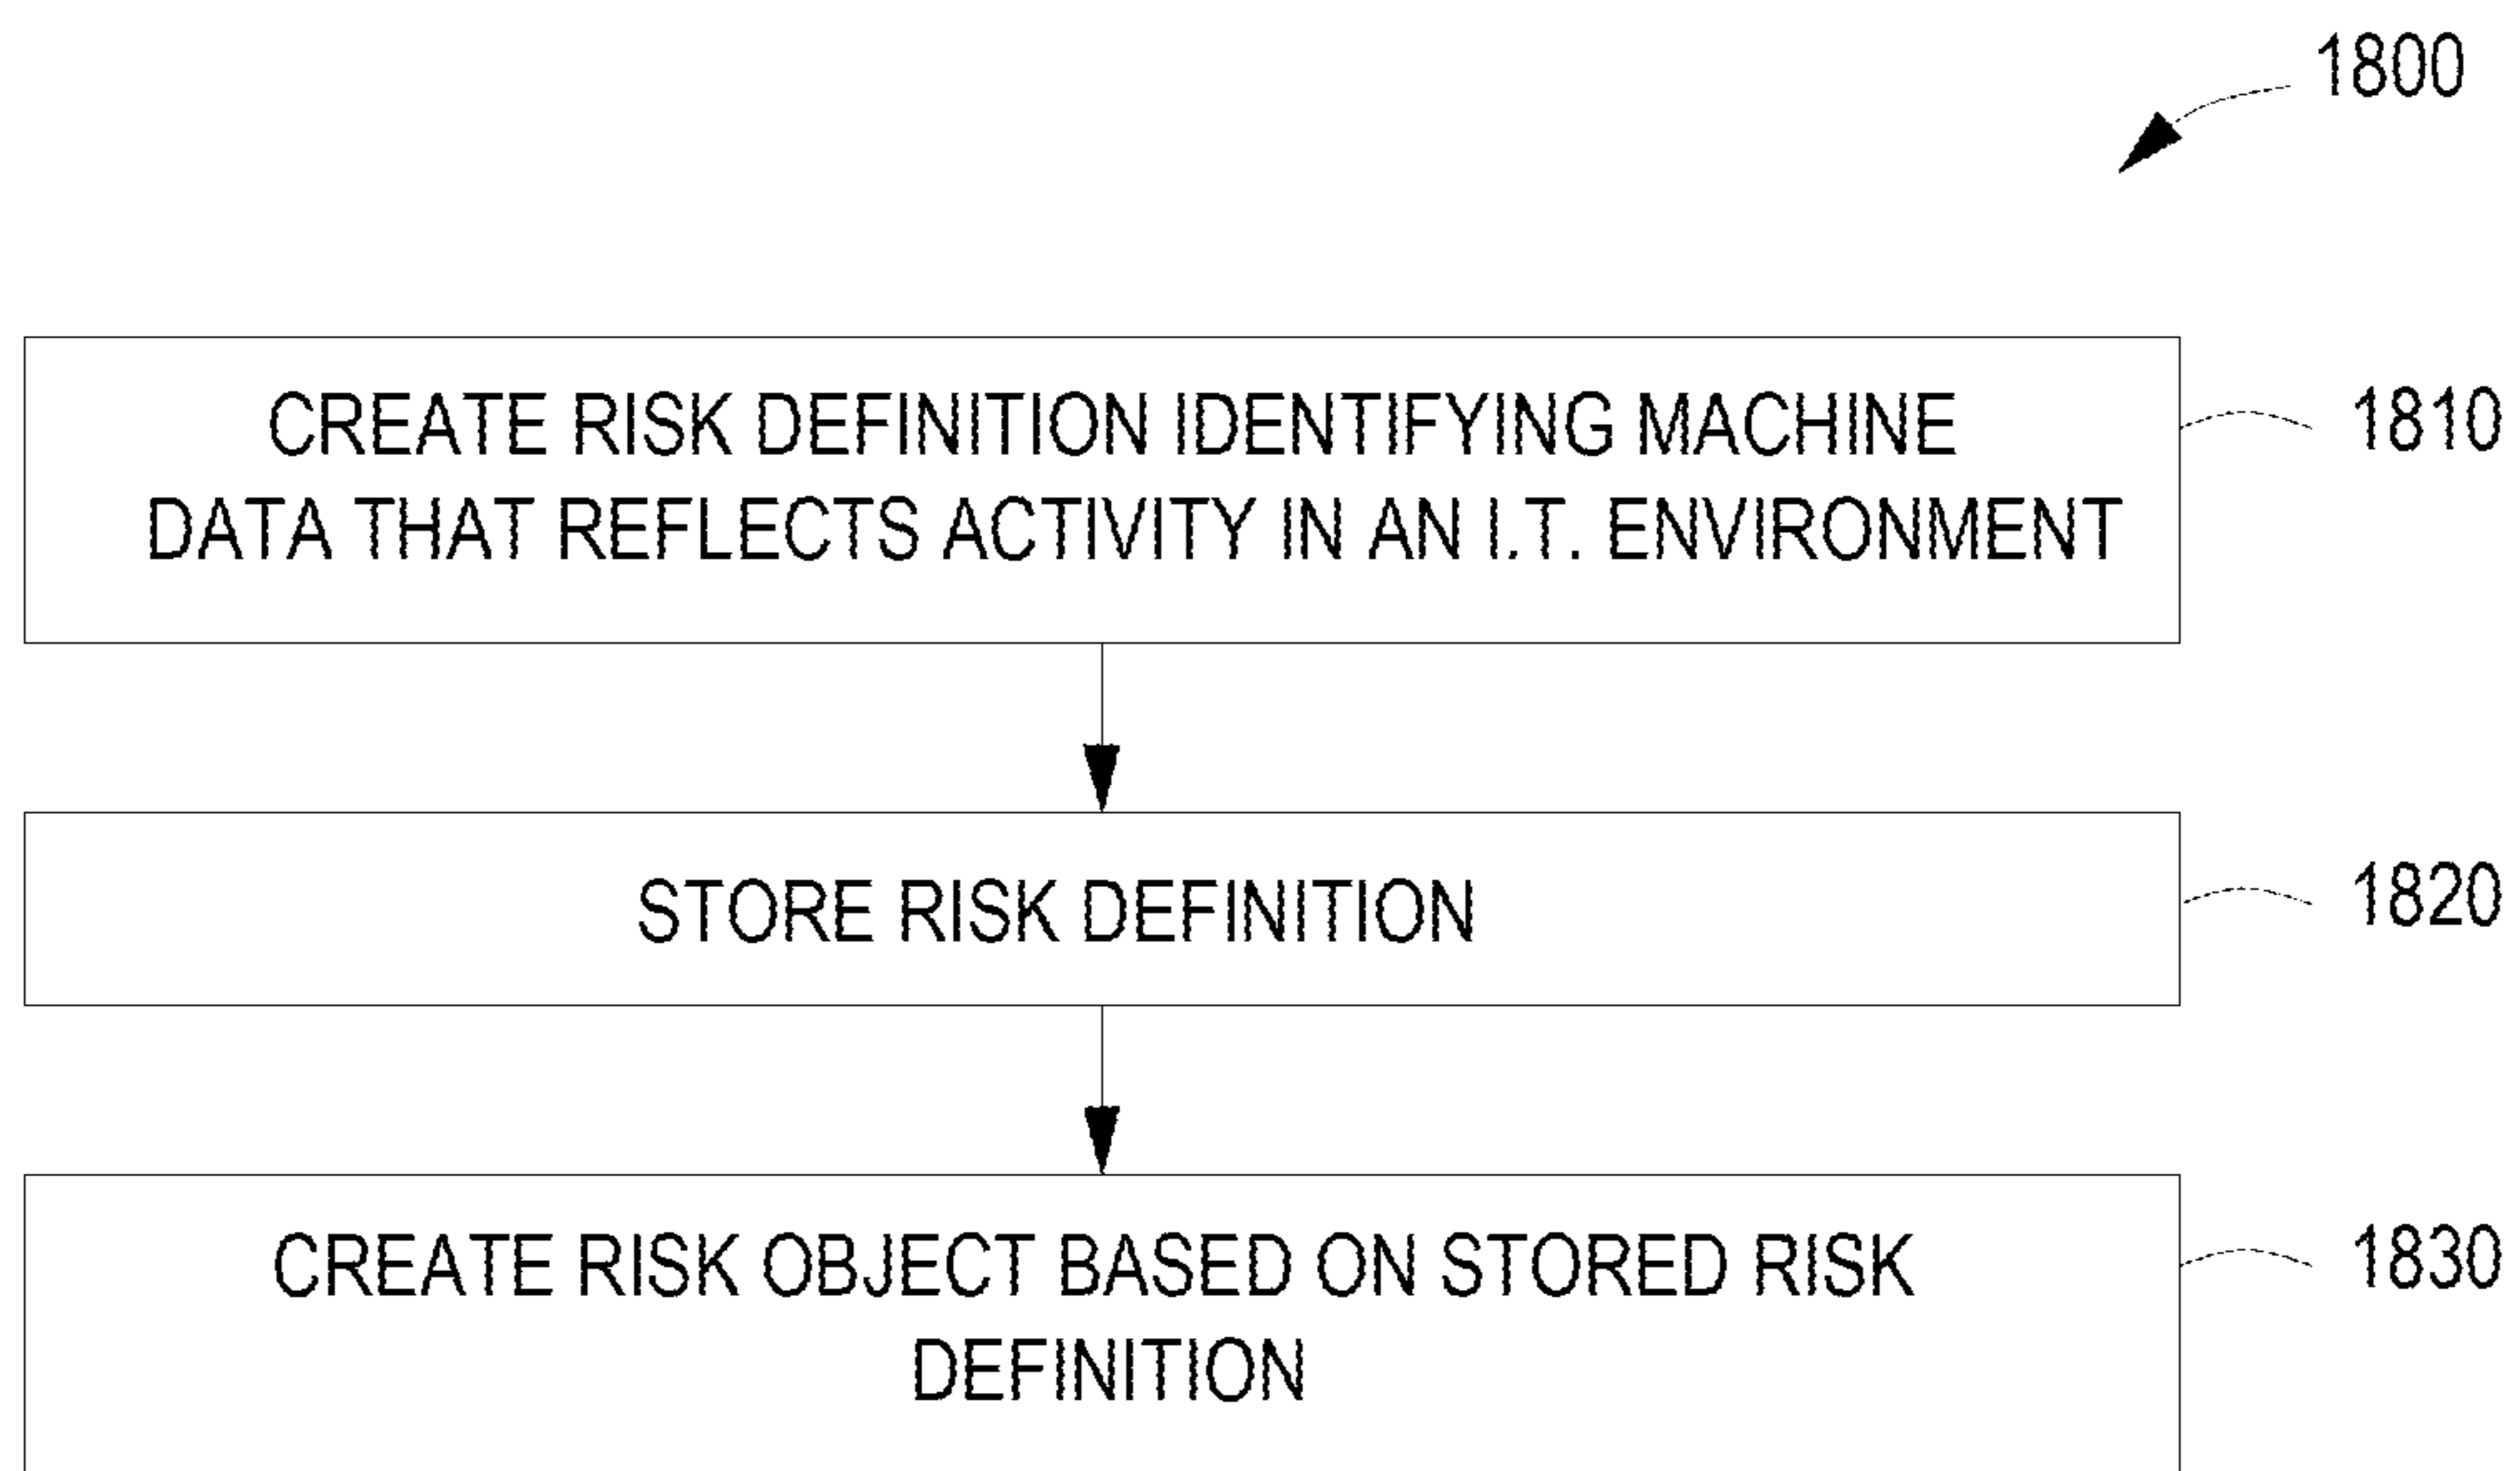 1800
CREATE RISK DEFINITION IDENTIFYING MACHINE
DATA THAT REFLECTS ACTIVITY IN AN I.T. ENVIRONMENT
1810
STORE RISK DEFINITION
1820
CREATE RISK OBJECT BASED ON STORED RISK
DEFINITION
1830